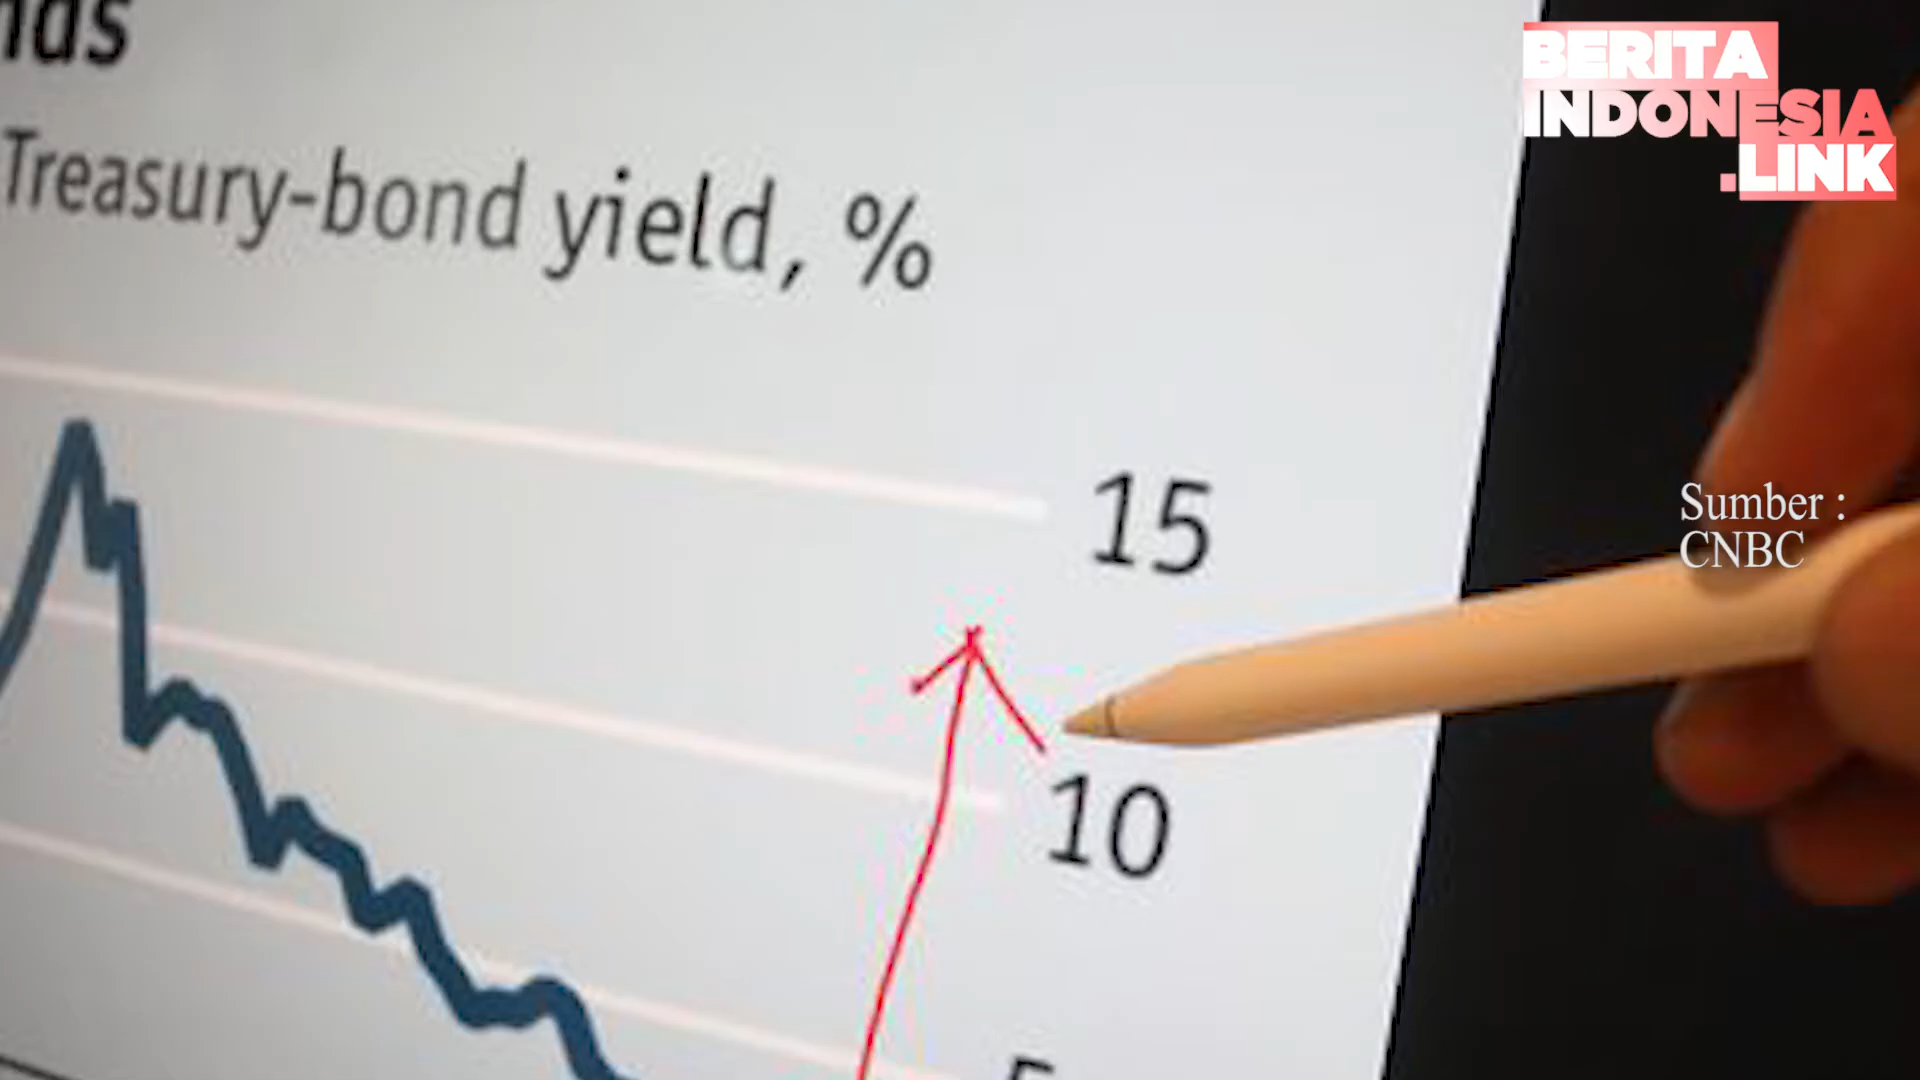 Treasury-bond yield, %
15
10
BERITA
INDONESIA
.LINK
Sumber :
CNBC